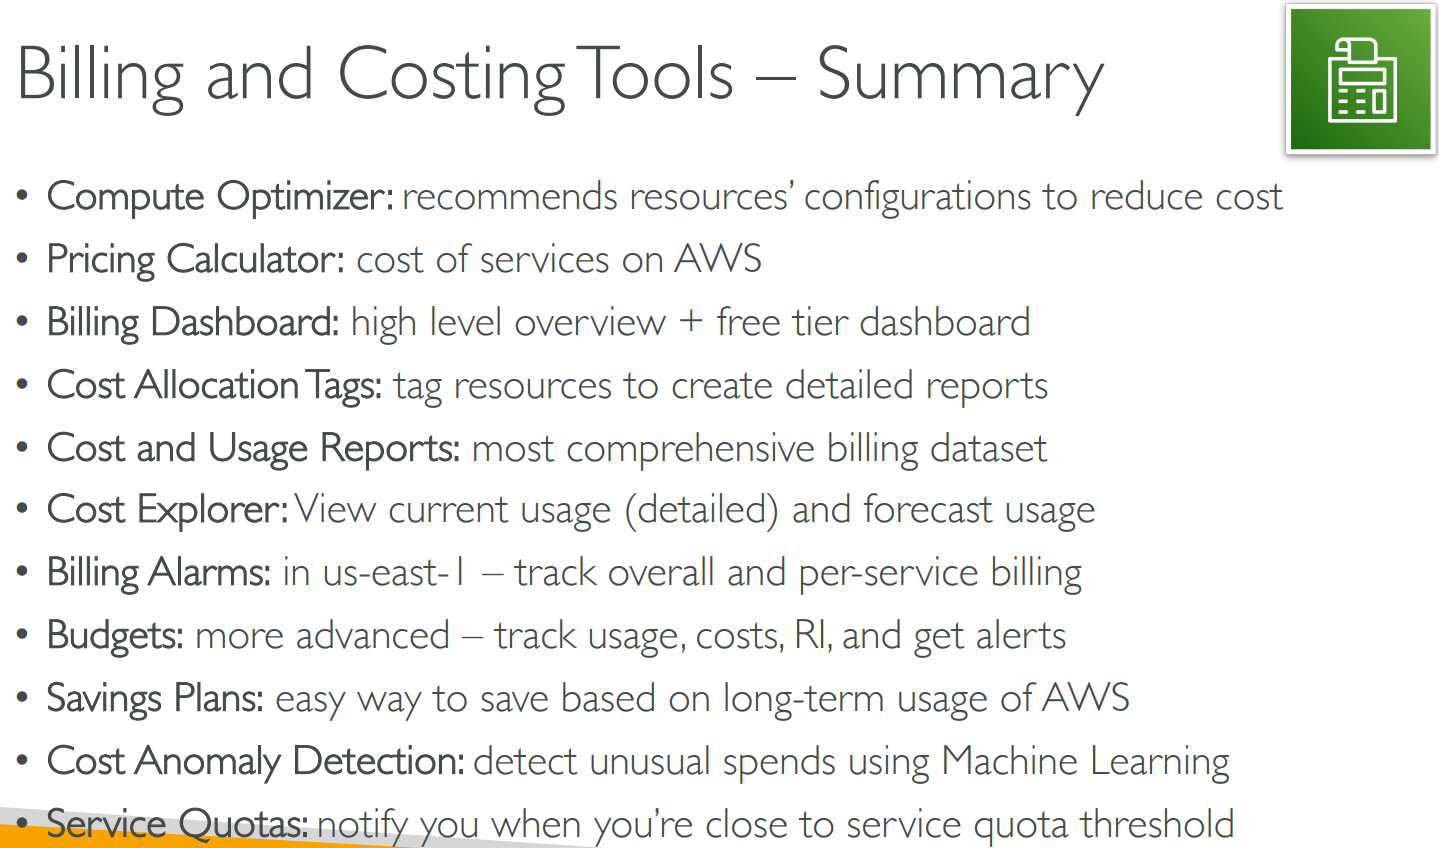 Billing and Costing Tools – Summary
• Compute Optimizer: recommends resources’ configurations to reduce cost
• Pricing Calculator: cost of services on AWS
• Billing Dashboard: high level overview + free tier dashboard
• Cost Allocation Tags: tag resources to create detailed reports
• Cost and Usage Reports: most comprehensive billing dataset
• Cost Explorer: View current usage (detailed) and forecast usage
• Billing Alarms: in us-east-1 – track overall and per-service billing
• Budgets: more advanced – track usage, costs, RI, and get alerts
• Savings Plans: easy way to save based on long-term usage of AWS
• Cost Anomaly Detection: detect unusual spends using Machine Learning
• Service Quotas: notify you when you’re close to service quota threshold